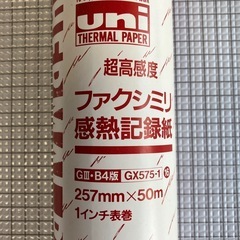 uni
THERMAL PAPER
超高感度
ファクシミリ
感熱記録紙
GⅢ・B4版 GX575-1
257mm×50m
1インチ表巻